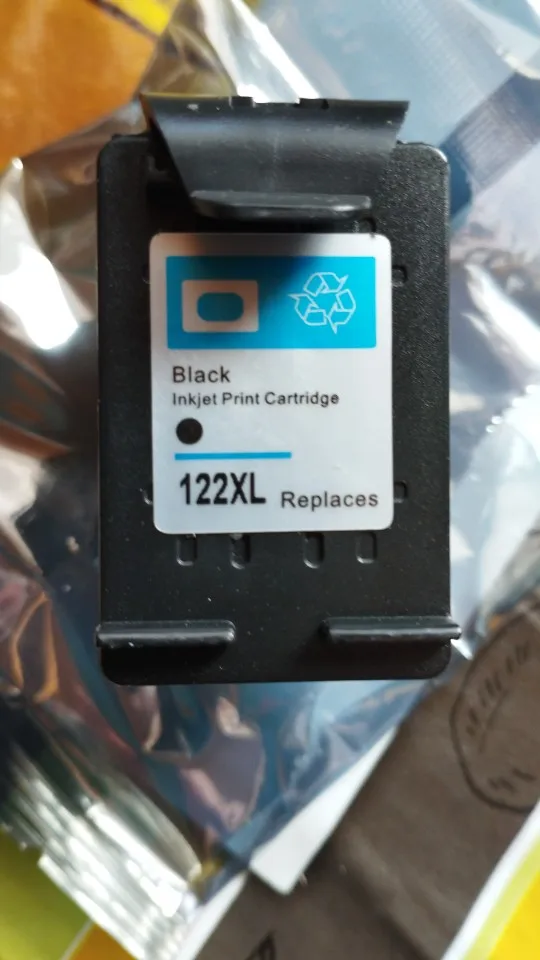 Black
Inkjet Print Cartridge
122XL Replaces